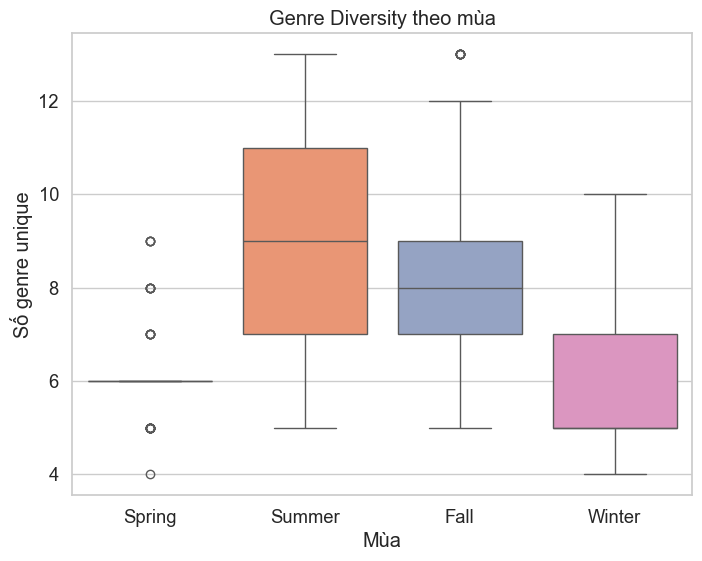 Genre Diversity theo mùa
Số genre unique
12
10
8
6
4
Spring Summer Fall Winter
Mùa